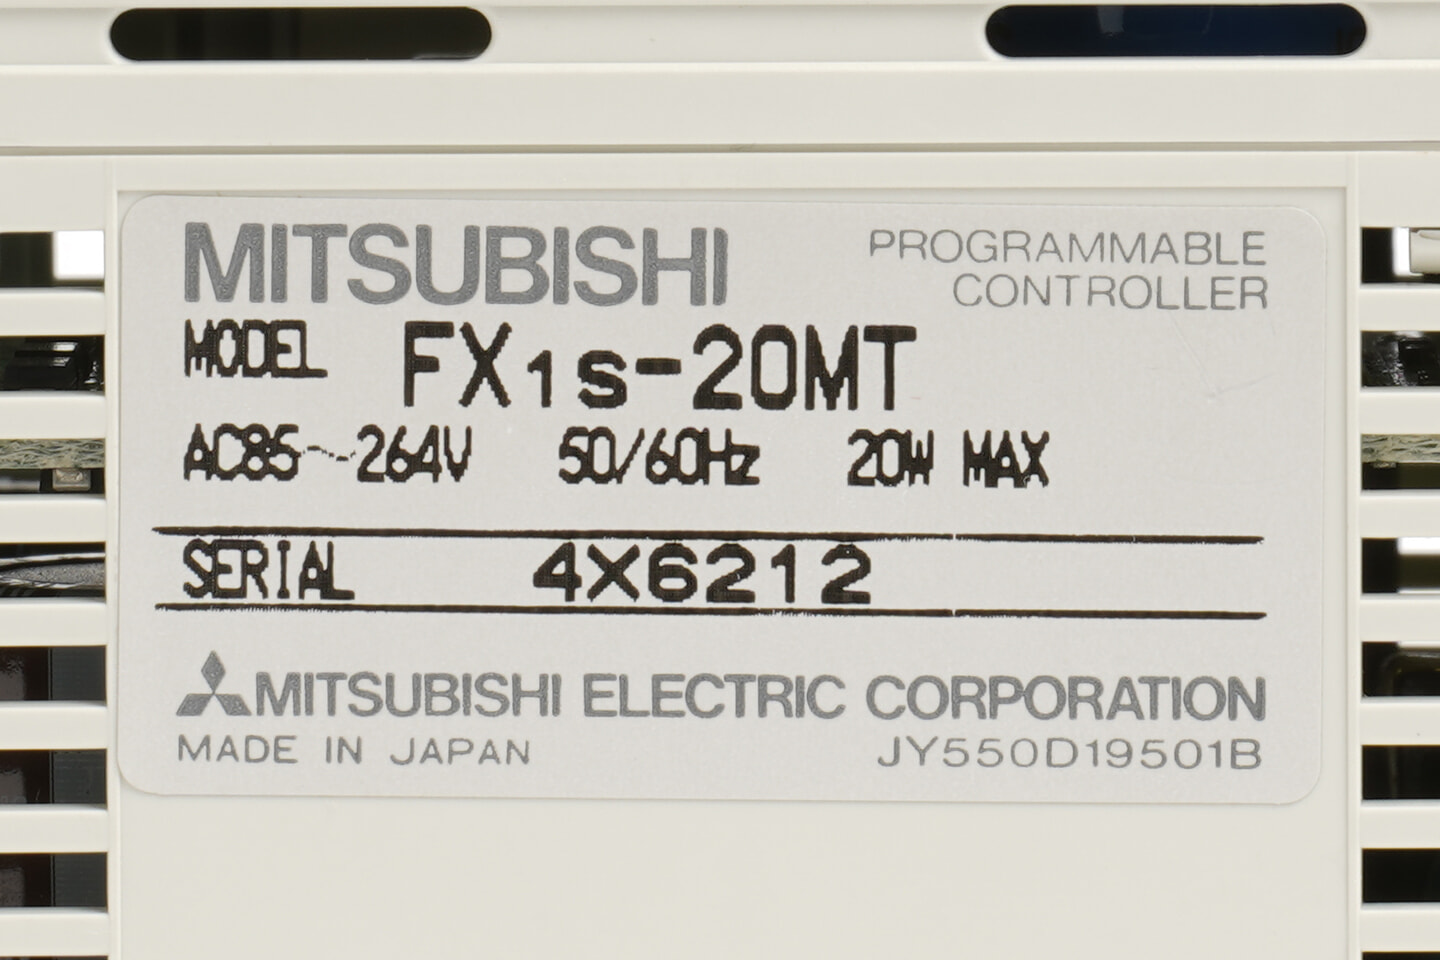 MITSUBISHI
PROGRAMMABLE
CONTROLLER
MODEL FX1s-20MT
AC85~264V 50/60Hz 20W MAX
SERIAL 4X6212
MITSUBISHI ELECTRIC CORPORATION
MADE IN JAPAN JY550D19501B